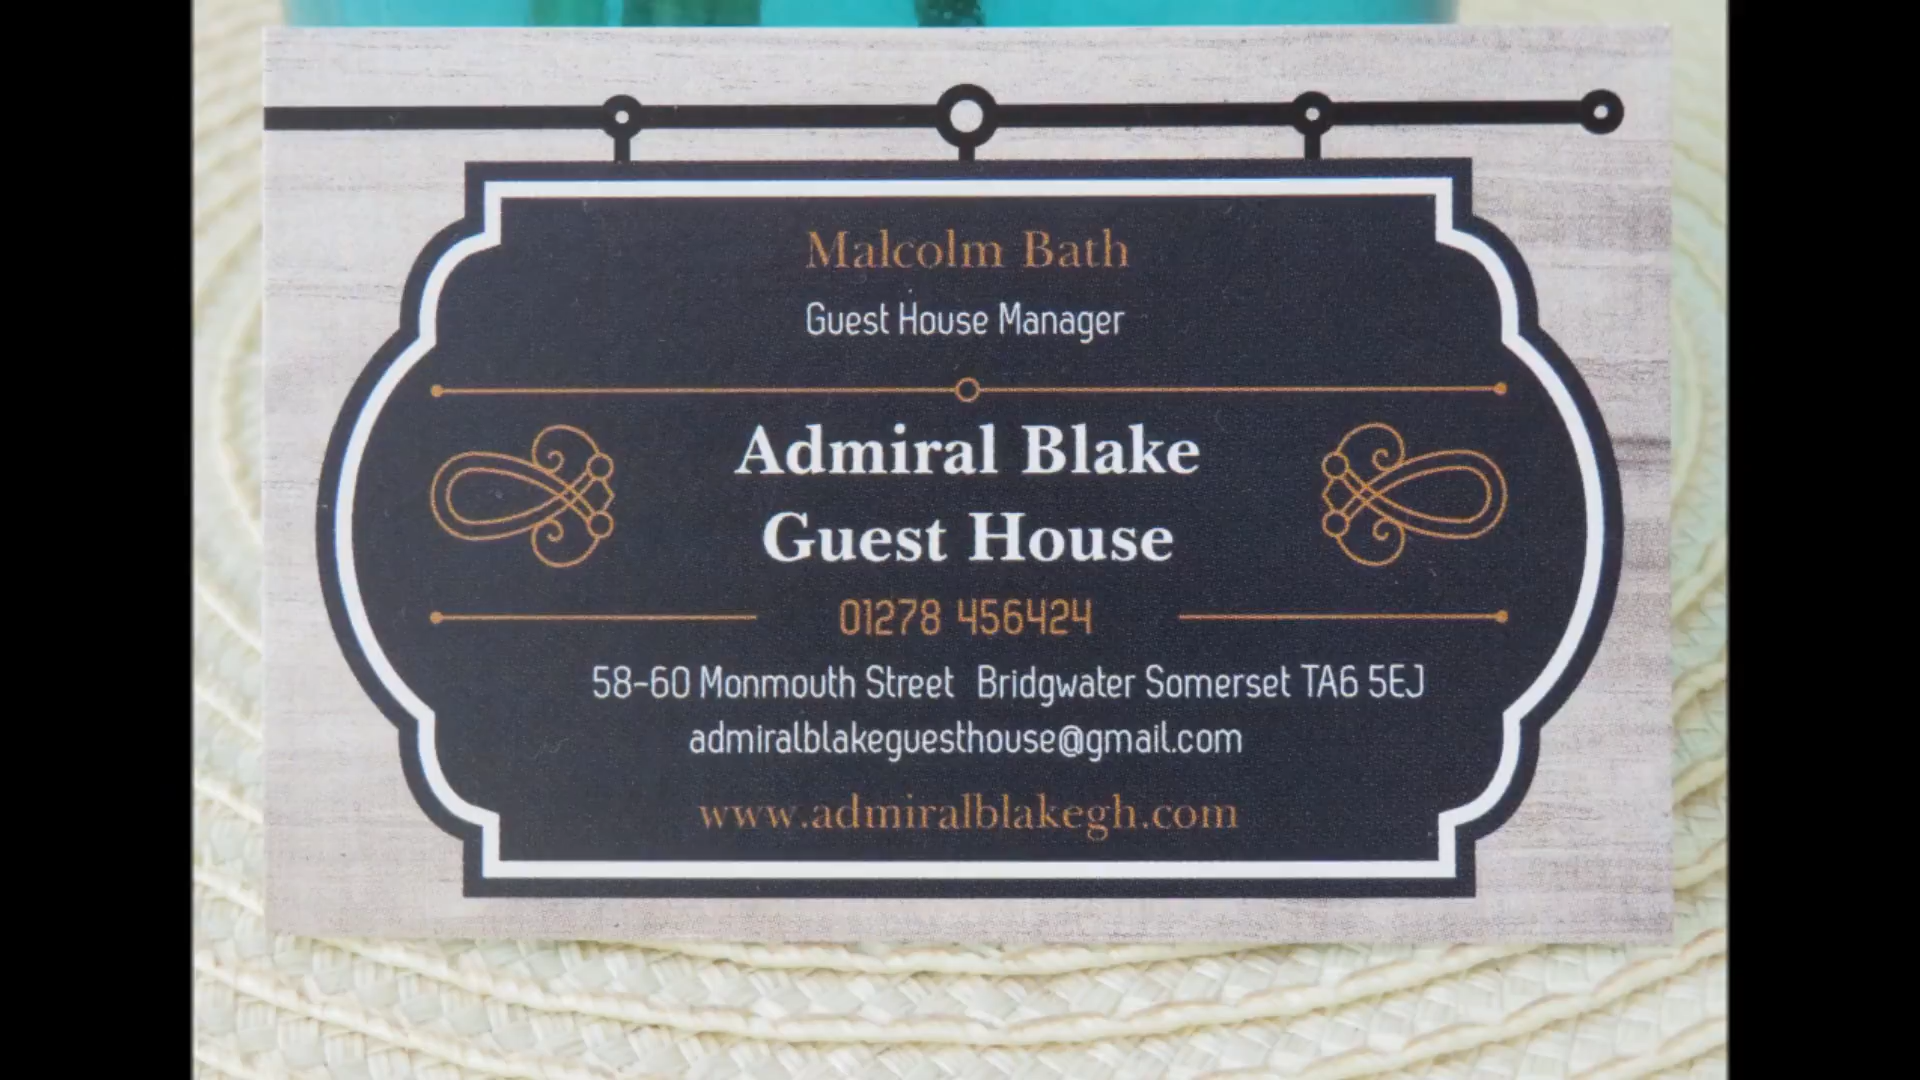 Malcolm Bath
Guest House Manager
Admiral Blake
Guest House
01278 456424
58-60 Monmouth Street Bridgwater Somerset TA6 5EJ
admiralblakeguesthouse@gmail.com
www.admiralblakegh.com